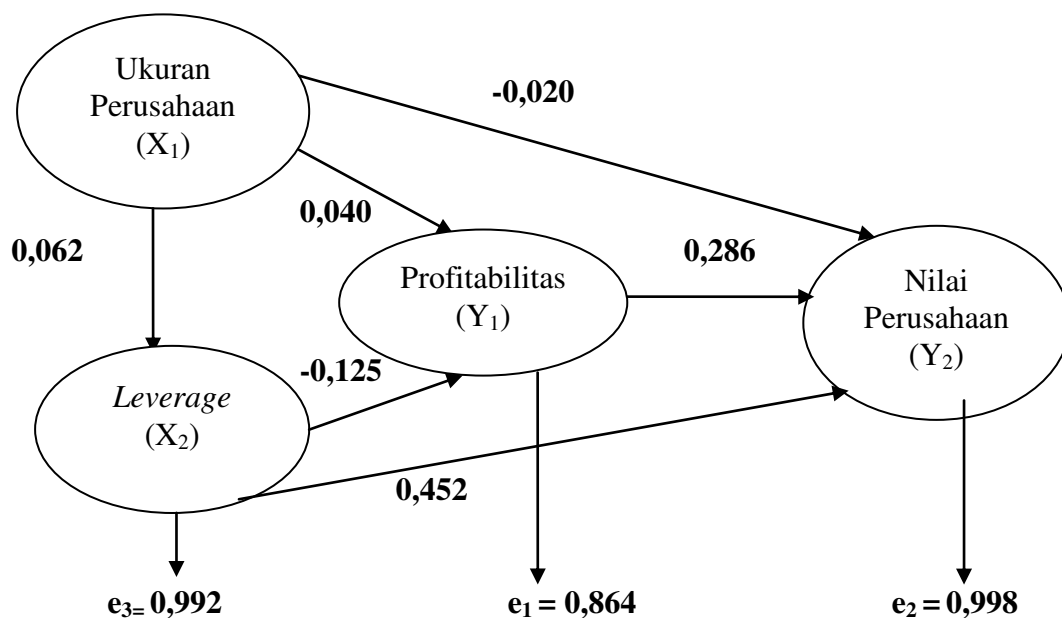 Ukuran
Perusahaan
(X₁)
-0,020
0,040
0,062
0,286
Profitabilitas
(Y₁)
Nilai
Perusahaan
(Y₂)
-0,125
Leverage
(X₂)
0,452
e₃₌ 0,992
e₁ = 0,864
e₂ = 0,998